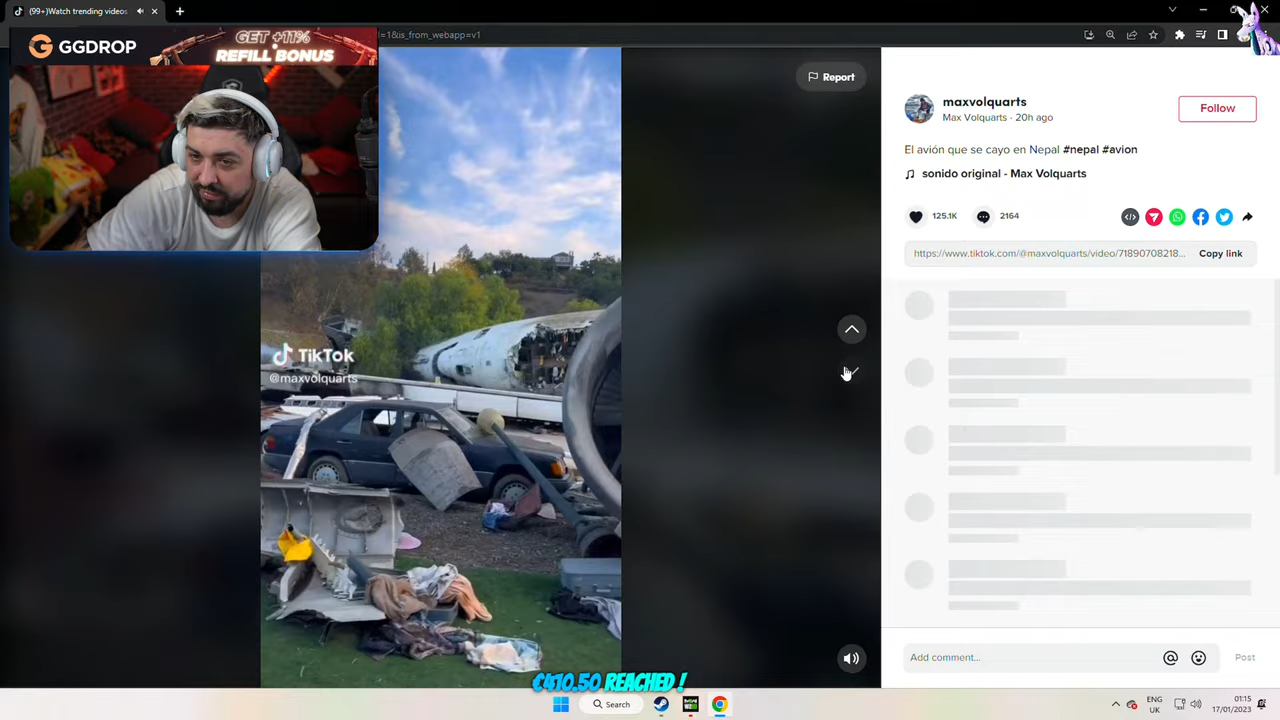 (99+)Watch trending videos
=1&is_from_webapp=v1
GGDROP
GET +11%
REFILL BONUS
Report
maxvolquarts
Max Volquarts · 20h ago
Follow
El avión que se cayo en Nepal #nepal #avion
sonido original - Max Volquarts
125.1K
2164
https://www.tiktok.com/@maxvolquarts/video/71890708218...
Copy link
TikTok
@maxvolquarts
Add comment...
Post
€410.50 REACHED !
Search
ENG
UK
01:15
17/01/2023